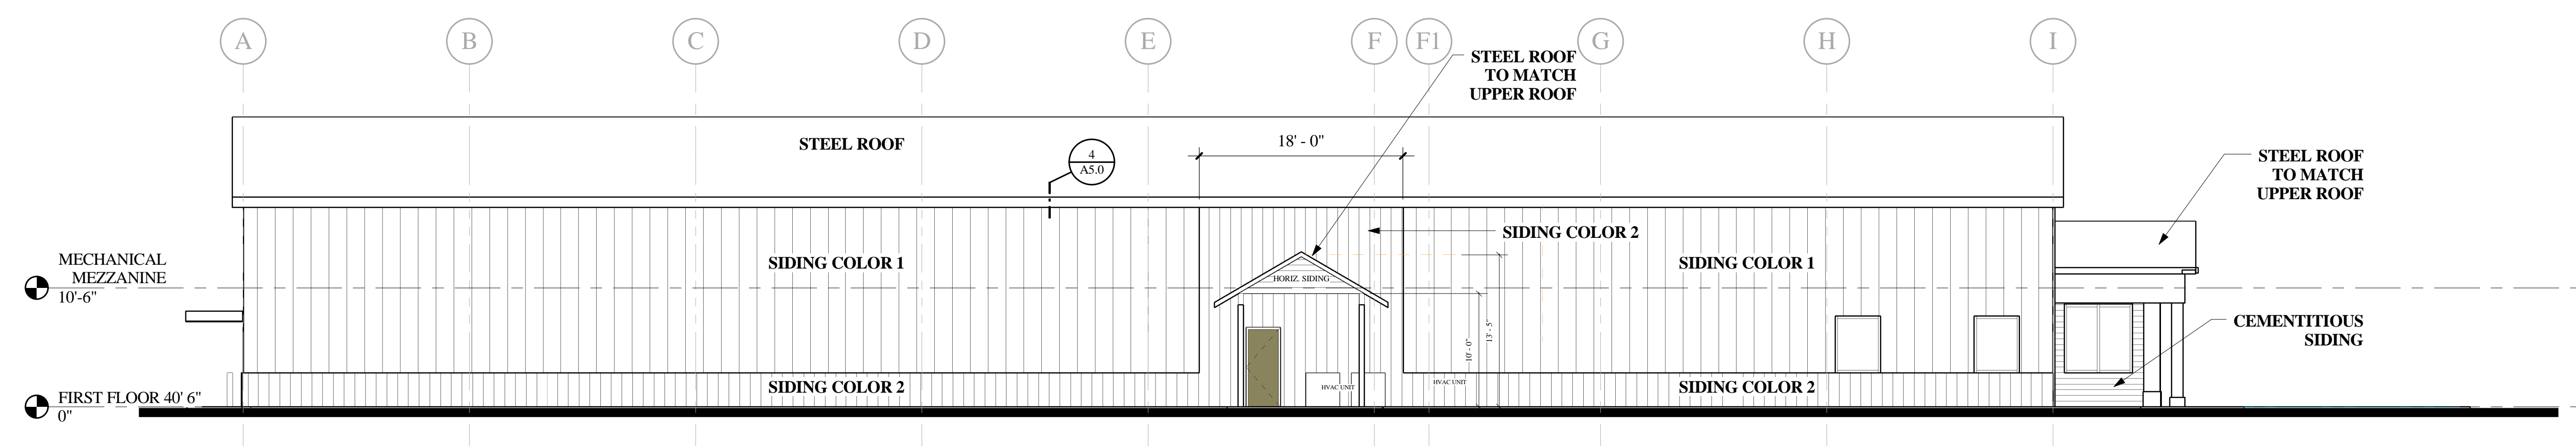 A
B
C
D
E
F
F1
G
H
I
STEEL ROOF
TO MATCH
UPPER ROOF
STEEL ROOF
18' - 0"
4
A5.0
STEEL ROOF
TO MATCH
UPPER ROOF
SIDING COLOR 2
MECHANICAL
MEZZANINE
10'-6"
SIDING COLOR 1
SIDING COLOR 1
HORIZ. SIDING
CEMENTITIOUS
SIDING
10' - 0"
13' - 5"
SIDING COLOR 2
HVAC UNIT
HVAC UNIT
SIDING COLOR 2
FIRST FLOOR 40' 6"
0"